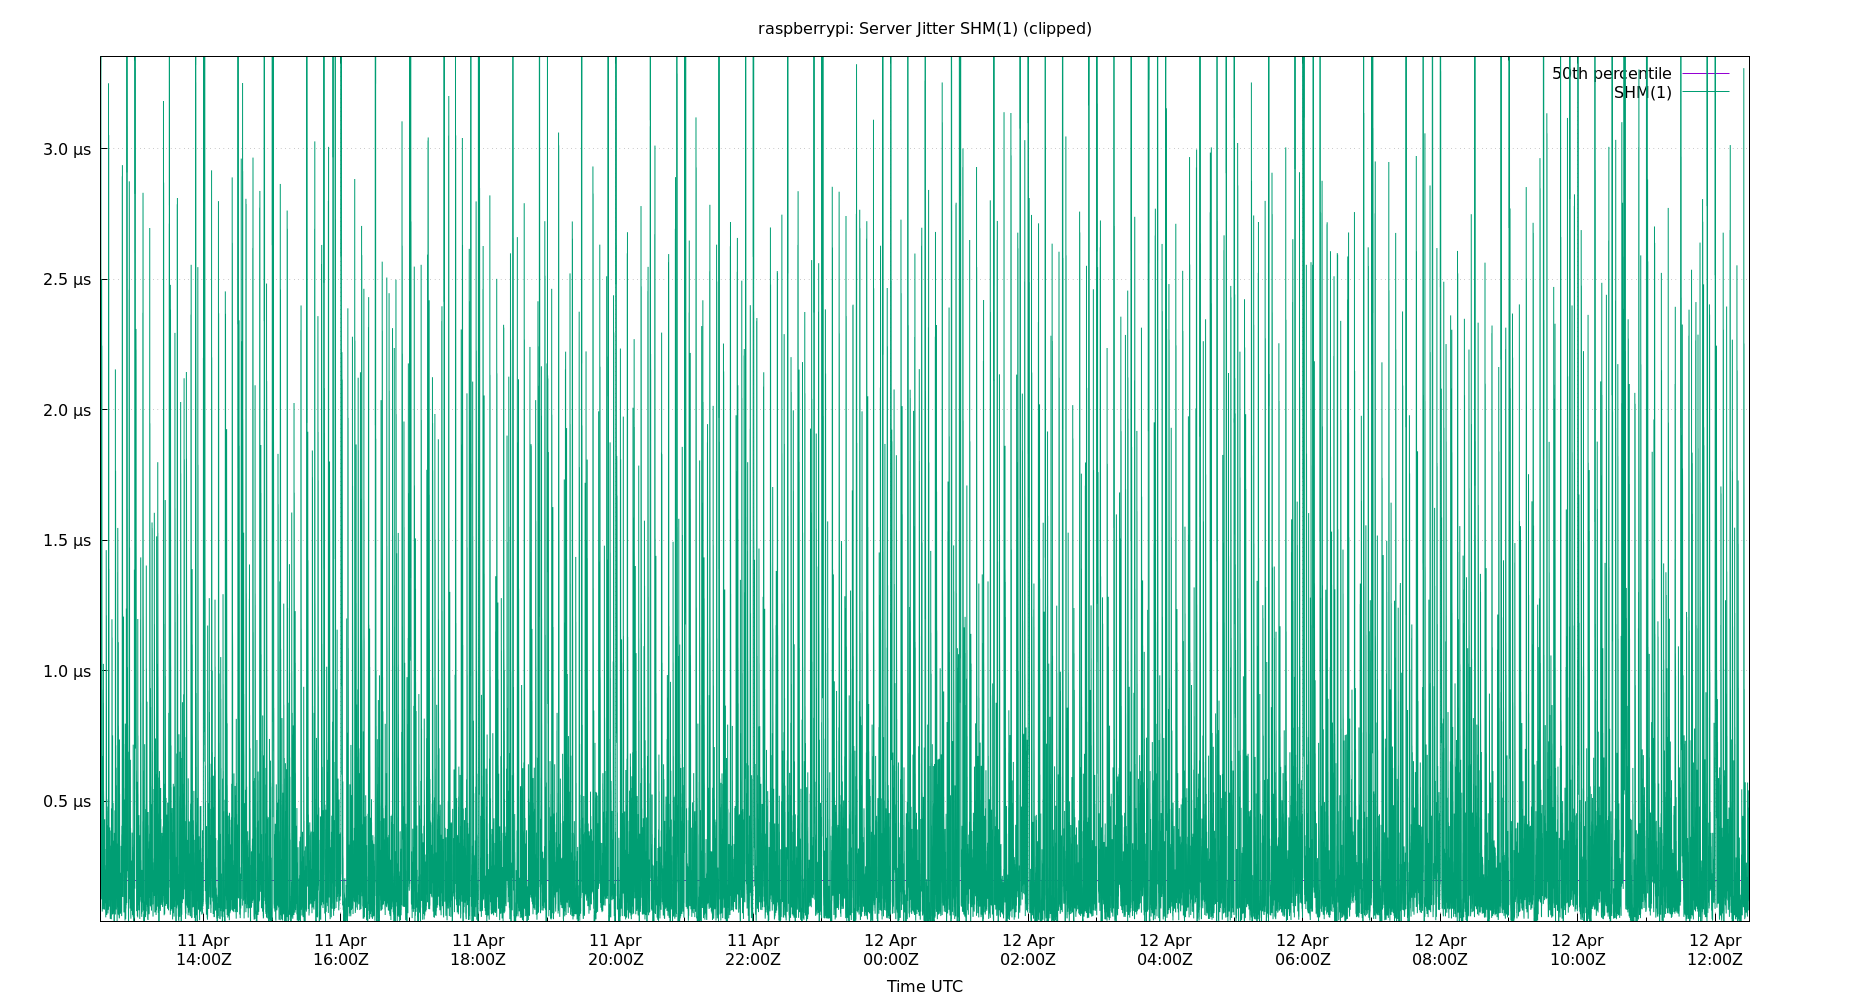 raspberrypi: Server Jitter SHM(1) (clipped)
50th percentile
SHM(1)
3.0 µs
2.5 µs
2.0 µs
1.5 µs
1.0 µs
0.5 µs
11 Apr 11 Apr 11 Apr 11 Apr 11 Apr 12 Apr 12 Apr 12 Apr 12 Apr 12 Apr 12 Apr 12 Apr
14:00Z 16:00Z 18:00Z 20:00Z 22:00Z 00:00Z 02:00Z 04:00Z 06:00Z 08:00Z 10:00Z 12:00Z
Time UTC